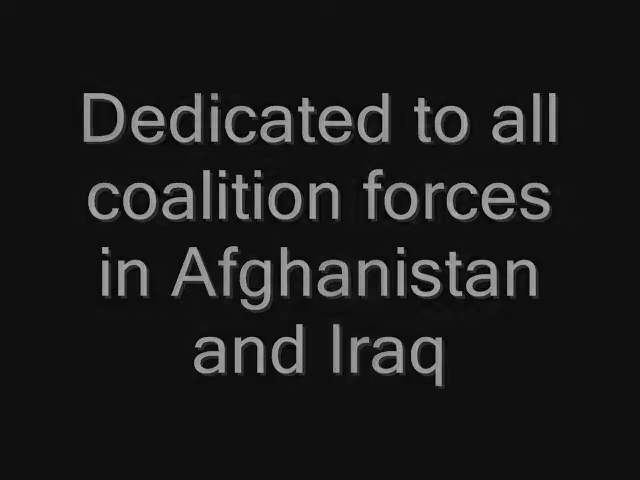 Dedicated to all
coalition forces
in Afghanistan
and Iraq